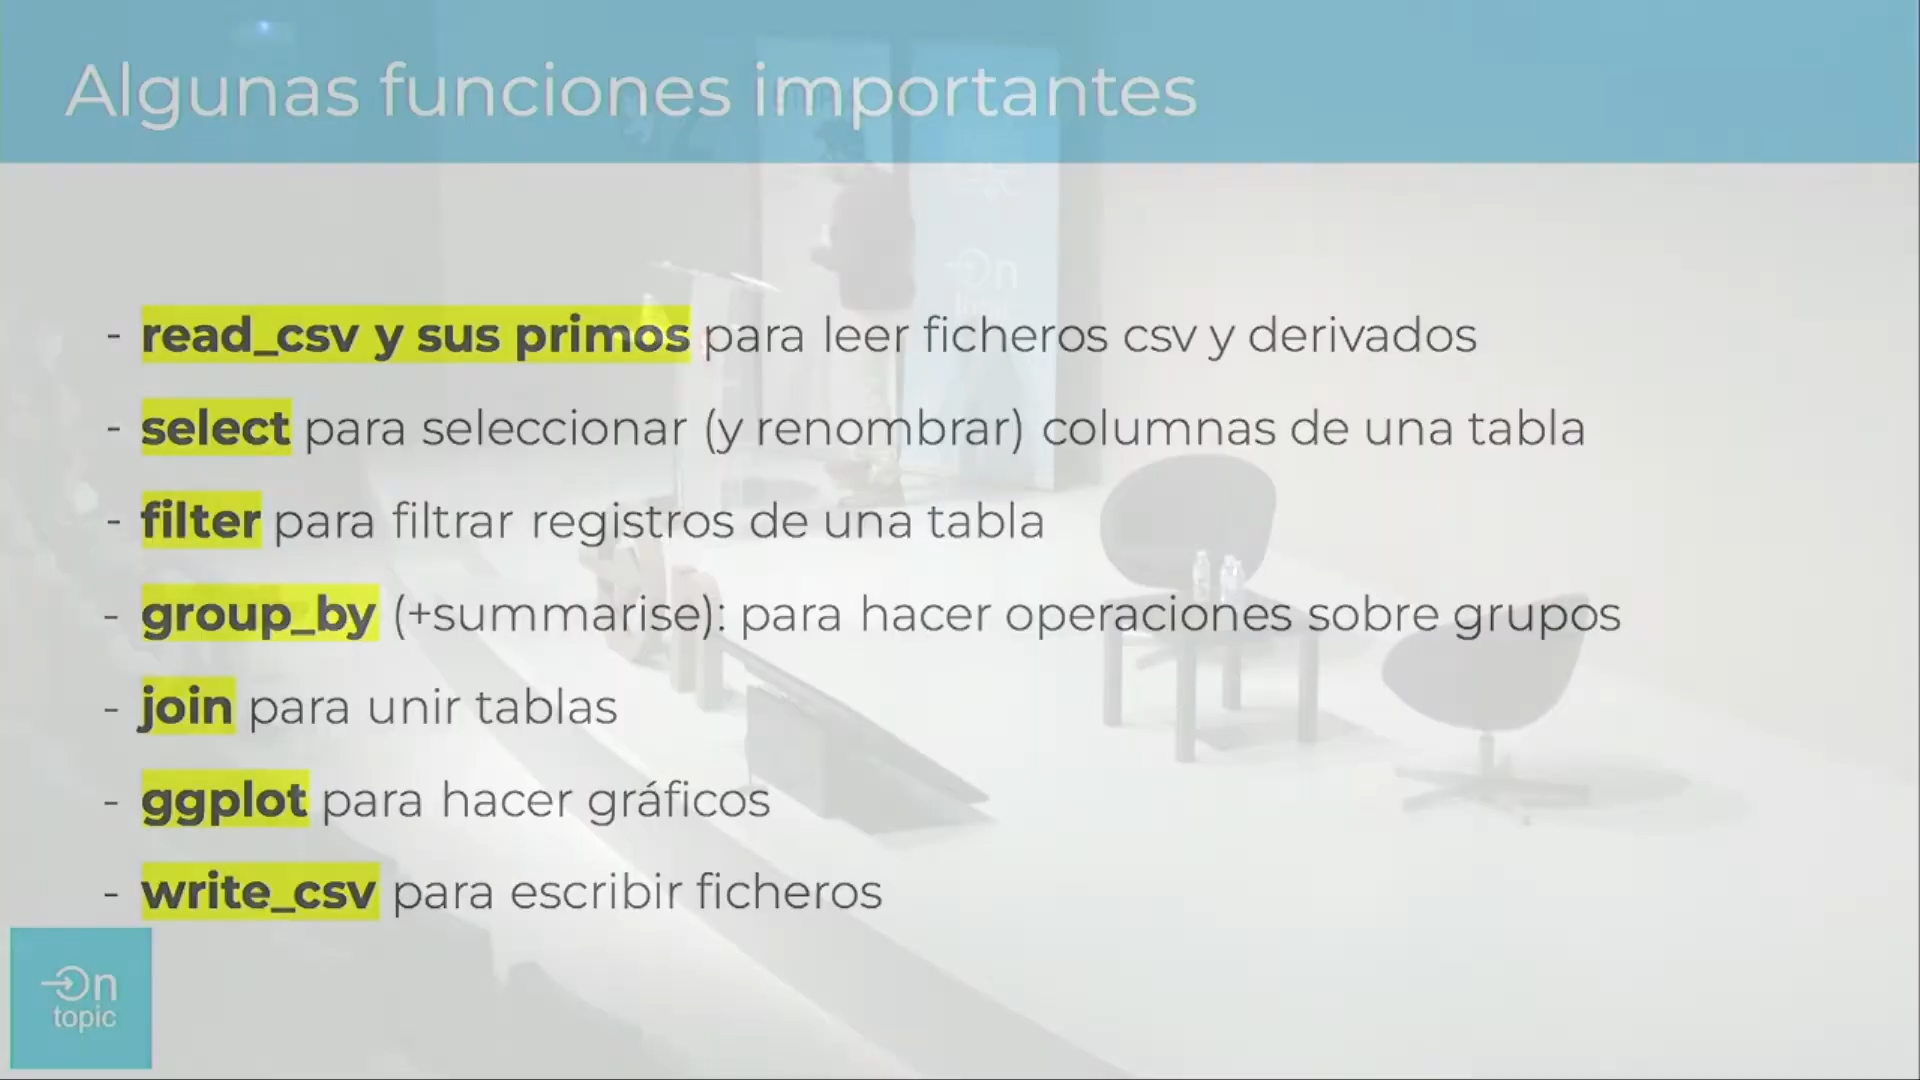 Algunas funciones importantes
- read_csv y sus primos para leer ficheros csv y derivados
- select para seleccionar (y renombrar) columnas de una tabla
- filter para filtrar registros de una tabla
- group_by (+summarise): para hacer operaciones sobre grupos
- join para unir tablas
- ggplot para hacer gráficos
- write_csv para escribir ficheros
On
On
topic